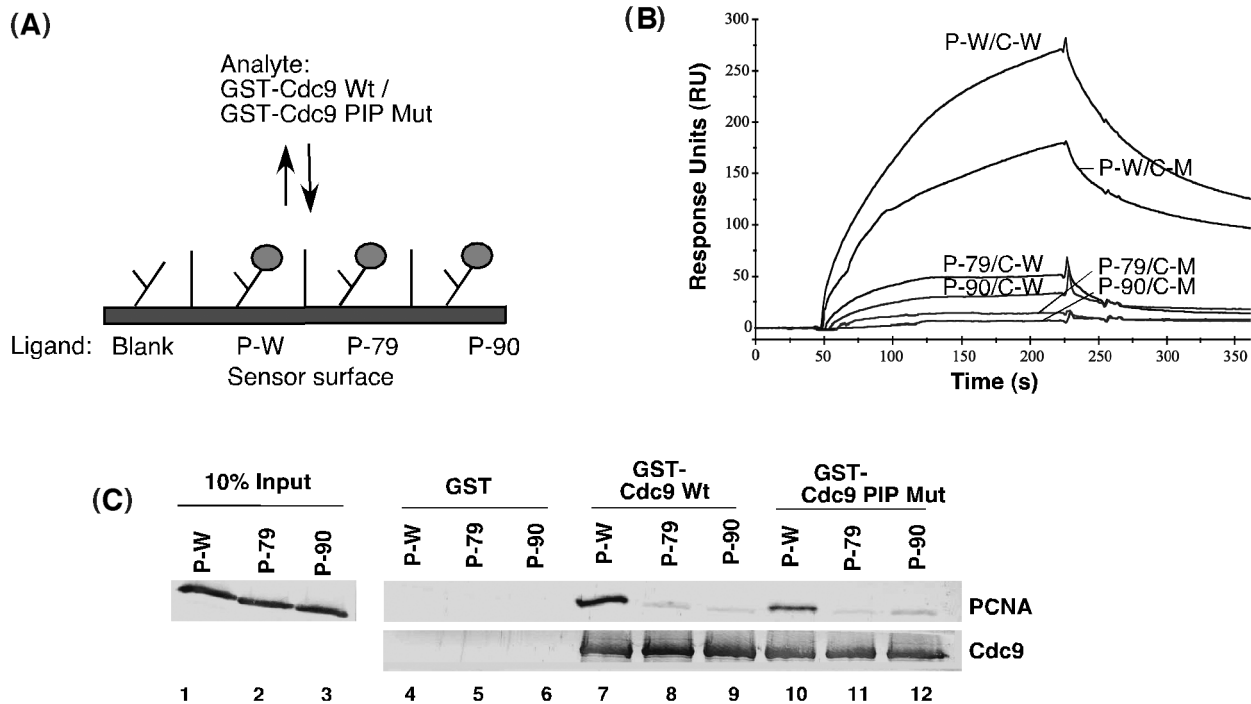 (A)
Analyte:
GST-Cdc9 Wt /
GST-Cdc9 PIP Mut
Ligand: Blank P-W P-79 P-90
Sensor surface
(B)
Response Units (RU)
300
250
200
150
100
50
0
P-W/C-W
P-W/C-M
P-79/C-W P-79/C-M
P-90/C-W P-90/C-M
0 50 100 150 200 250 300 350
Time (s)
(C)
10% Input
GST
GST-
Cdc9 Wt
GST-
Cdc9 PIP Mut
P-W P-79 P-90 P-W P-79 P-90 P-W P-79 P-90 P-W P-79 P-90
PCNA
Cdc9
1 2 3 4 5 6 7 8 9 10 11 12